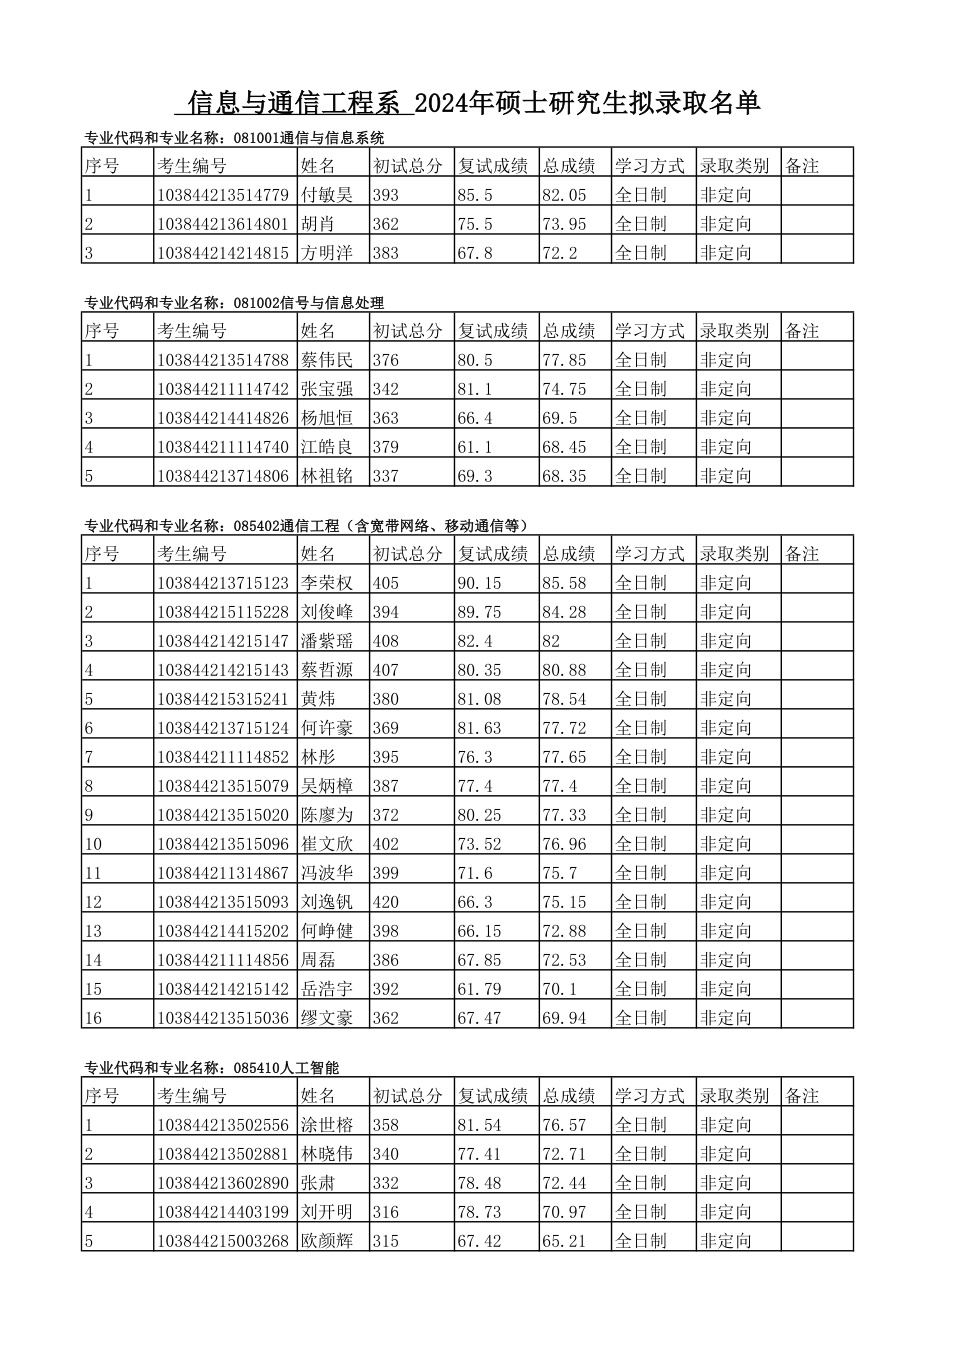 信息与通信工程系 2024年硕士研究生拟录取名单
专业代码和专业名称：081001通信与信息系统
序号 考生编号 姓名 初试总分 复试成绩 总成绩 学习方式 录取类别 备注
1 103844213514779 付敏昊 393 85.5 82.05 全日制 非定向
2 103844213614801 胡肖 362 75.5 73.95 全日制 非定向
3 103844214214815 方明洋 383 67.8 72.2 全日制 非定向
专业代码和专业名称：081002信号与信息处理
序号 考生编号 姓名 初试总分 复试成绩 总成绩 学习方式 录取类别 备注
1 103844213514788 蔡伟民 376 80.5 77.85 全日制 非定向
2 103844211114742 张宝强 342 81.1 74.75 全日制 非定向
3 103844214414826 杨旭恒 363 66.4 69.5 全日制 非定向
4 103844211114740 江皓良 379 61.1 68.45 全日制 非定向
5 103844213714806 林祖铭 337 69.3 68.35 全日制 非定向
专业代码和专业名称：085402通信工程（含宽带网络、移动通信等）
序号 考生编号 姓名 初试总分 复试成绩 总成绩 学习方式 录取类别 备注
1 103844213715123 李荣权 405 90.15 85.58 全日制 非定向
2 103844215115228 刘俊峰 394 89.75 84.28 全日制 非定向
3 103844214215147 潘紫瑶 408 82.4 82 全日制 非定向
4 103844214215143 蔡哲源 407 80.35 80.88 全日制 非定向
5 103844215315241 黄炜 380 81.08 78.54 全日制 非定向
6 103844213715124 何许豪 369 81.63 77.72 全日制 非定向
7 103844211114852 林彤 395 76.3 77.65 全日制 非定向
8 103844213515079 吴炳樟 387 77.4 77.4 全日制 非定向
9 103844213515020 陈廖为 372 80.25 77.33 全日制 非定向
10 103844213515096 崔文欣 402 73.52 76.96 全日制 非定向
11 103844211314867 冯波华 399 71.6 75.7 全日制 非定向
12 103844213515093 刘逸钒 420 66.3 75.15 全日制 非定向
13 103844214415202 何峥健 398 66.15 72.88 全日制 非定向
14 103844211114856 周磊 386 67.85 72.53 全日制 非定向
15 103844214215142 岳浩宇 392 61.79 70.1 全日制 非定向
16 103844213515036 缪文豪 362 67.47 69.94 全日制 非定向
专业代码和专业名称：085410人工智能
序号 考生编号 姓名 初试总分 复试成绩 总成绩 学习方式 录取类别 备注
1 103844213502556 涂世榕 358 81.54 76.57 全日制 非定向
2 103844213502881 林晓伟 340 77.41 72.71 全日制 非定向
3 103844213602890 张肃 332 78.48 72.44 全日制 非定向
4 103844214403199 刘开明 316 78.73 70.97 全日制 非定向
5 103844215003268 欧颜辉 315 67.42 65.21 全日制 非定向